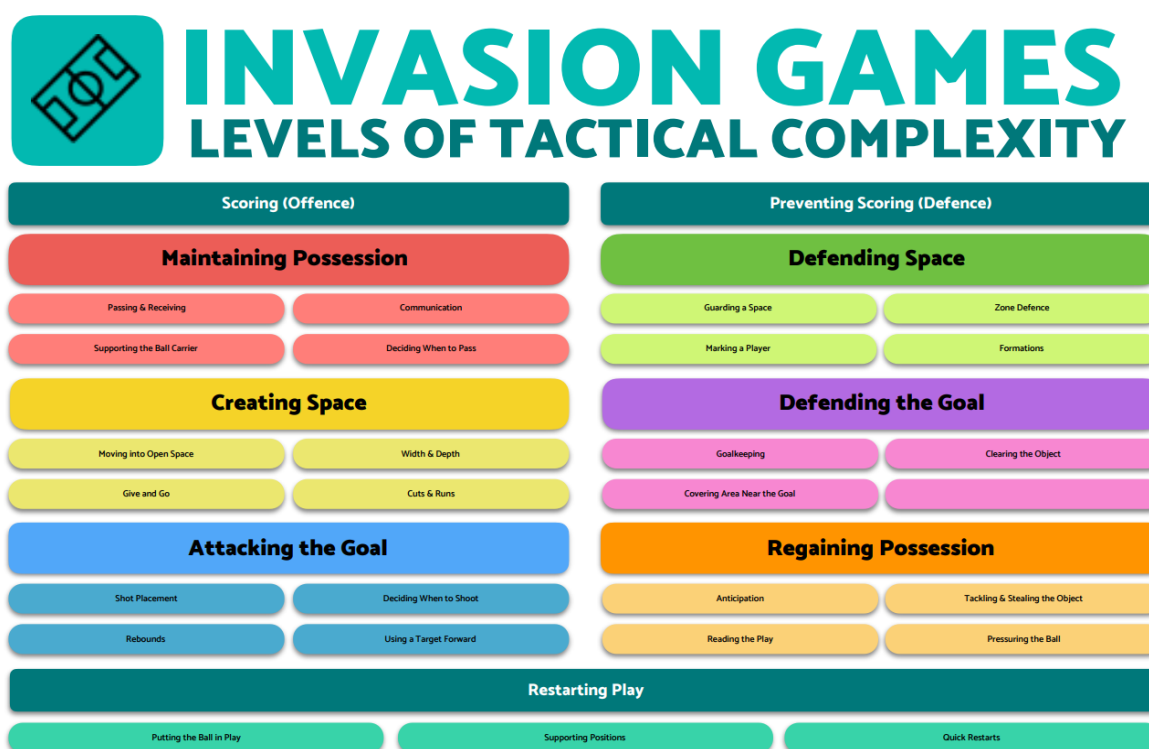 INVASION GAMES
LEVELS OF TACTICAL COMPLEXITY
Scoring (Offence)
Maintaining Possession
Passing & Receiving
Communication
Supporting the Ball Carrier
Deciding When to Pass
Creating Space
Moving into Open Space
Width & Depth
Give and Go
Cuts & Runs
Attacking the Goal
Shot Placement
Deciding When to Shoot
Rebounds
Using a Target Forward
Preventing Scoring (Defence)
Defending Space
Guarding a Space
Zone Defence
Marking a Player
Formations
Defending the Goal
Goalkeeping
Clearing the Object
Covering Area Near the Goal
Regaining Possession
Anticipation
Tackling & Stealing the Object
Reading the Play
Pressuring the Ball
Restarting Play
Putting the Ball in Play
Supporting Positions
Quick Restarts